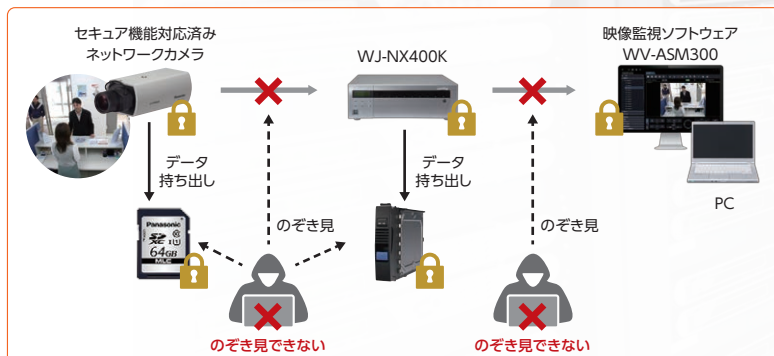 セキュア機能対応済み
ネットワークカメラ
WJ-NX400K
映像監視ソフトウェア
WV-ASM300
データ
持ち出し
データ
持ち出し
PC
のぞき見
のぞき見
Panasonic
64GB
MLC
のぞき見できない
のぞき見できない